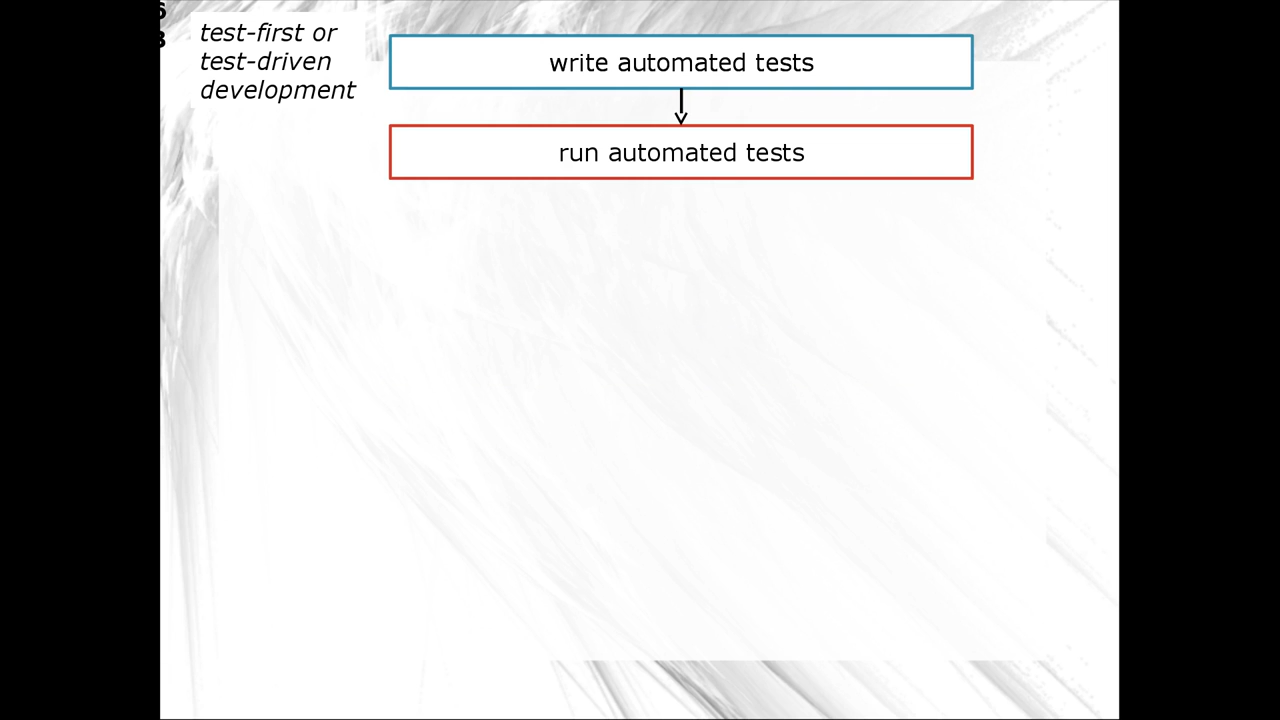 test-first or
test-driven
development
write automated tests
run automated tests